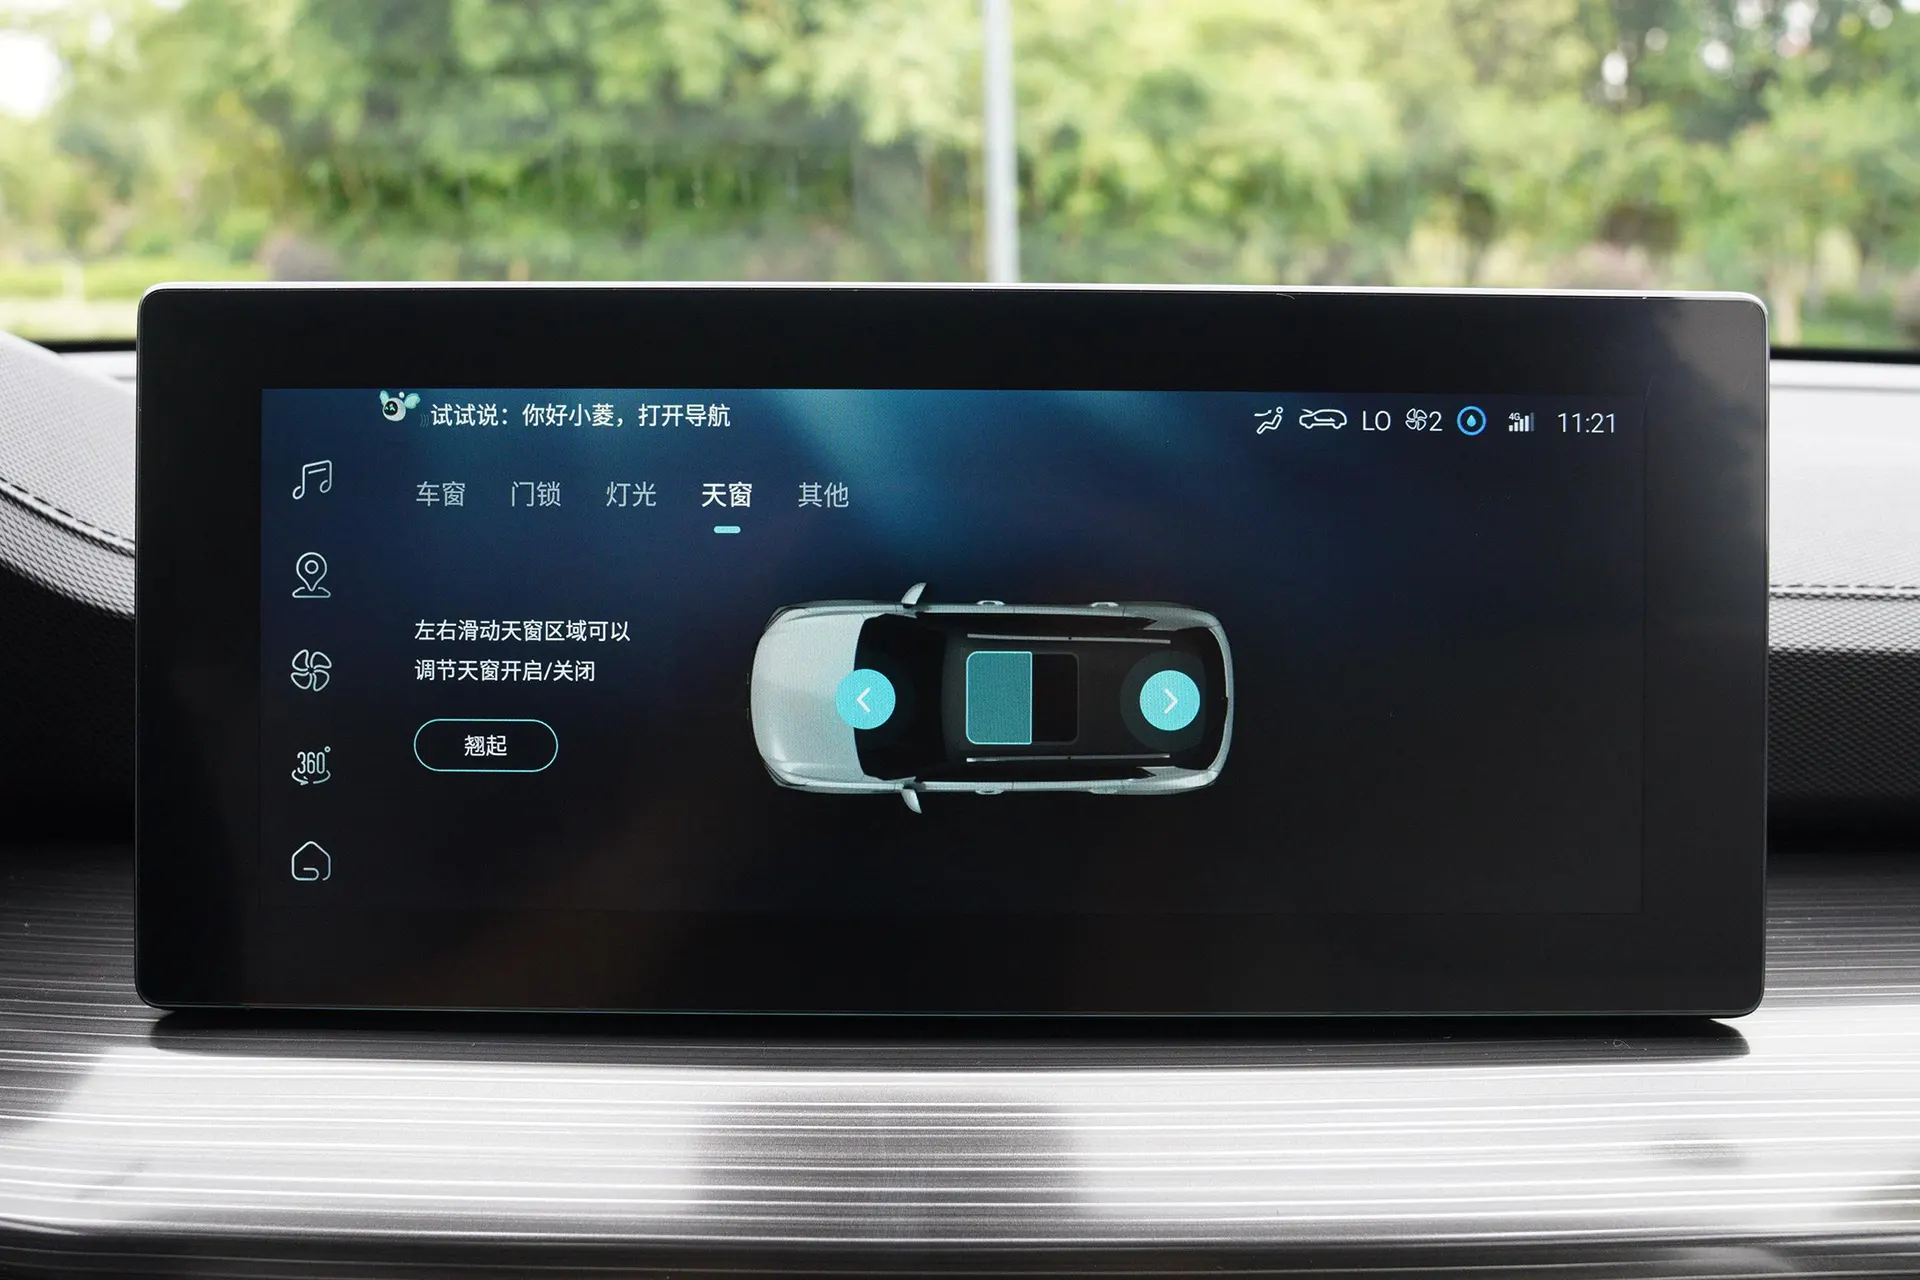 试试说：你好小菱，打开导航
LO 2 4G 11:21
车窗 门锁 灯光 天窗 其他
左右滑动天窗区域可以
调节天窗开启/关闭
翘起
360°